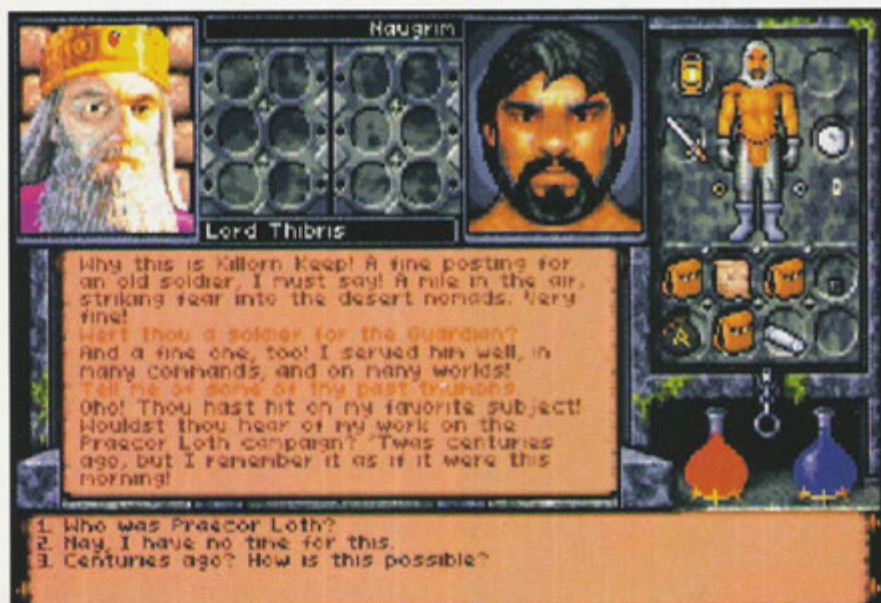 Naugrim
Lord Thibris
Why this is Killorn Keep! A fine posting for
an old soldier, I must say! A mile in the air,
striking fear into the desert nomads. Very
fine!
Wert thou a soldier for the Guardian?
And a fine one, too! I served him well, in
many commands, and on many worlds!
Tell me of some of thy past triumphs.
Oho! Thou hast hit on my favorite subject!
Wouldst thou hear of my work on the
Praecor Loth campaign? 'Twas centuries
ago, but I remember it as if it were this
morning!
1. Who was Praecor Loth?
2. Nay, I have no time for this.
3. Centuries ago? How is this possible?